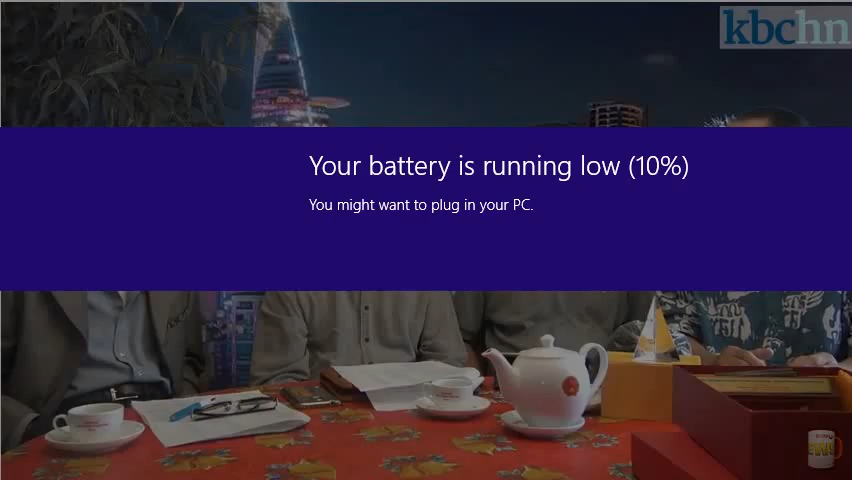 kbchn
Your battery is running low (10%)
You might want to plug in your PC.